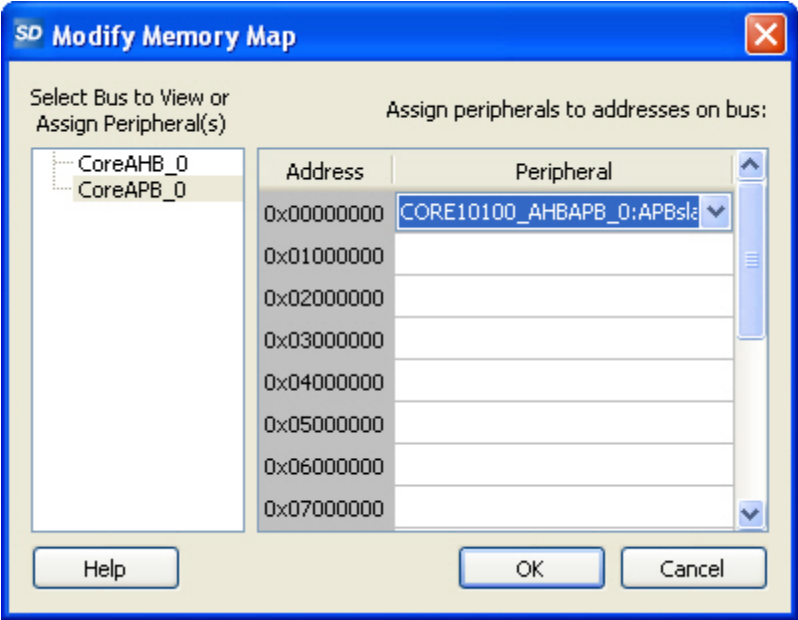 SD Modify Memory Map
Select Bus to View or
Assign Peripheral(s)
Assign peripherals to addresses on bus:
CoreAHB_0
CoreAPB_0
Address Peripheral
0x00000000 CORE10100_AHBAPB_0:APBsla
0x01000000
0x02000000
0x03000000
0x04000000
0x05000000
0x06000000
0x07000000
Help OK Cancel